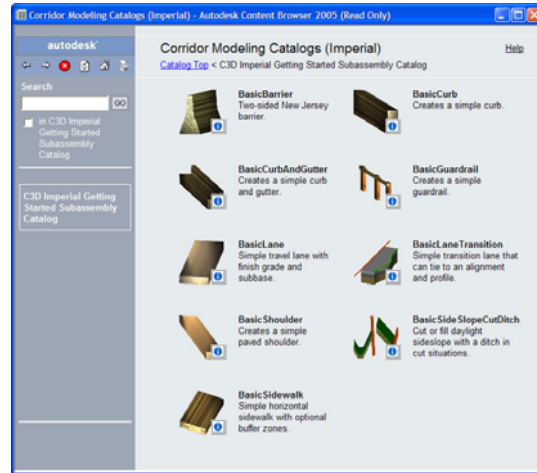 Corridor Modeling Catalogs (Imperial) - Autodesk Content Browser 2005 (Read Only)
autodesk
Search
GO
in C3D Imperial
Getting Started
Subassembly
Catalog
C3D Imperial Getting
Started Subassembly
Catalog
Corridor Modeling Catalogs (Imperial)
Help
Catalog Top < C3D Imperial Getting Started Subassembly Catalog
BasicBarrier
Two-sided New Jersey
barrier.
BasicCurb
Creates a simple curb.
BasicCurbAndGutter
Creates a simple curb
and gutter.
BasicGuardrail
Creates a simple
guardrail.
BasicLane
Simple travel lane with
finish grade and
subbase.
BasicLaneTransition
Simple transition lane that
can tie to an alignment
and profile.
BasicShoulder
Creates a simple
paved shoulder.
BasicSideSlopeCutDitch
Cut or fill daylight
sideslope with a ditch in
cut situations.
BasicSidewalk
Simple horizontal
sidewalk with optional
buffer zones.